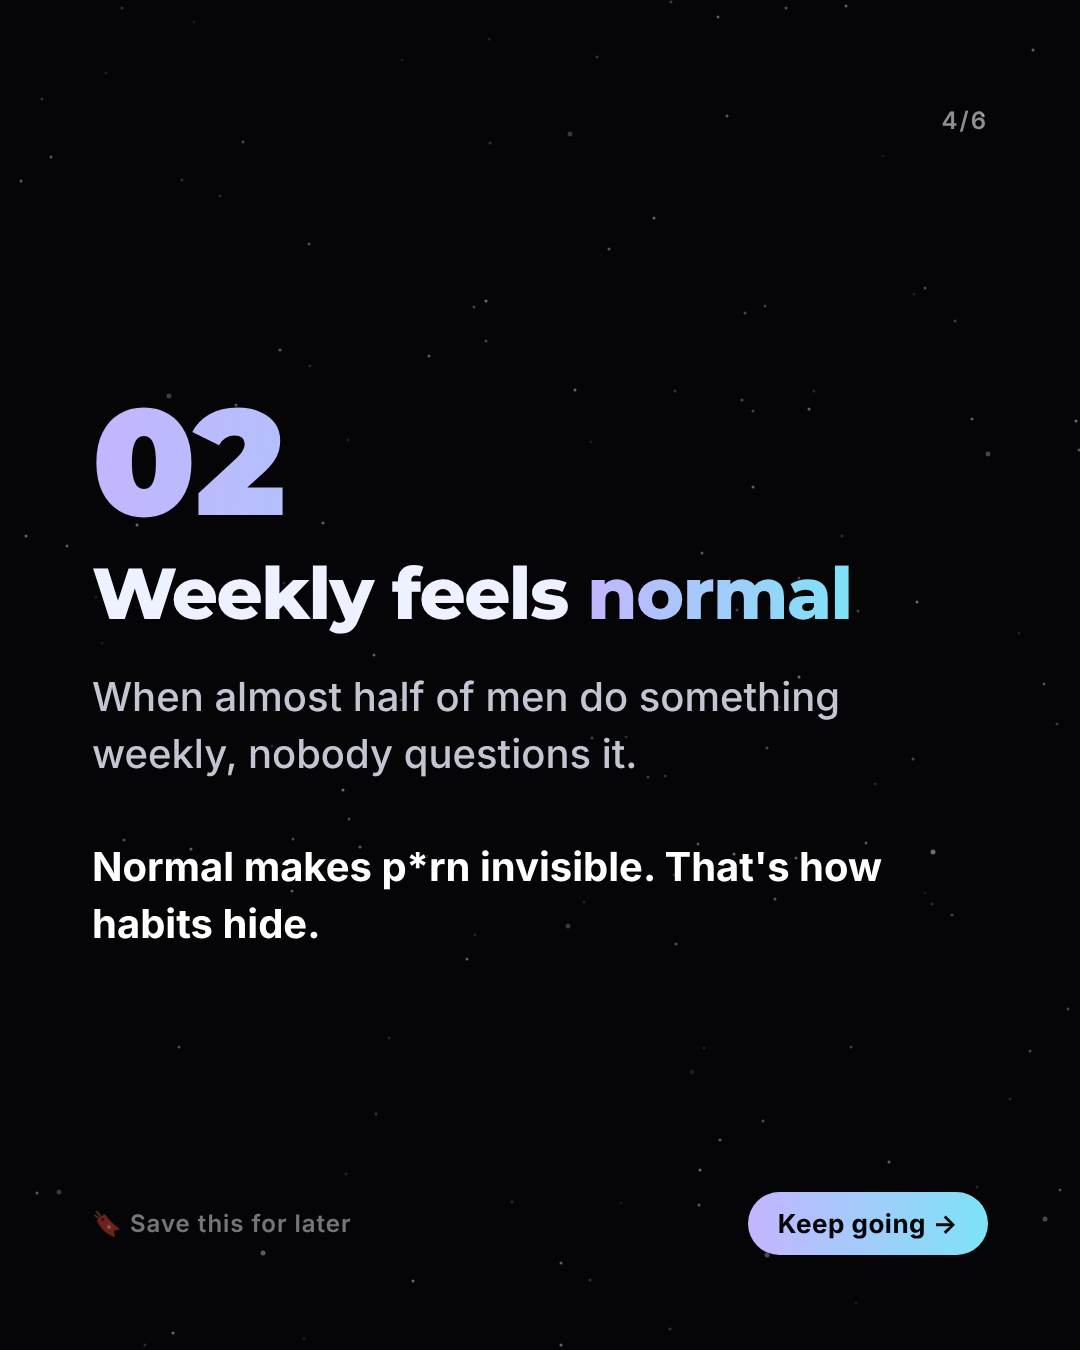 4/6
02
Weekly feels normal
When almost half of men do something
weekly, nobody questions it.
Normal makes p*rn invisible. That's how
habits hide.
🔖 Save this for later
Keep going →